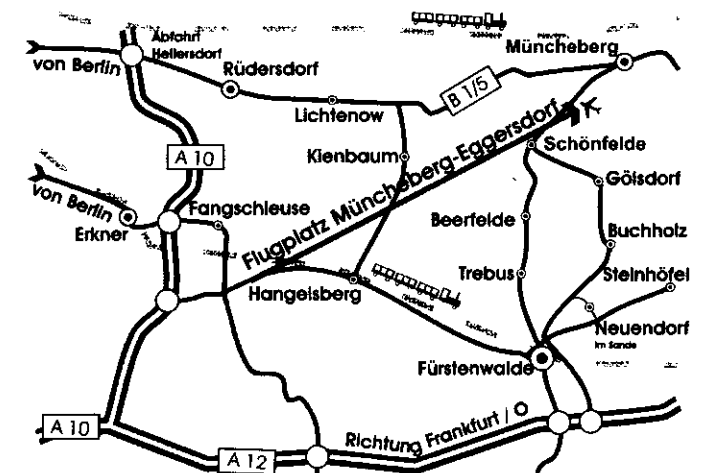 Abfahrt
Hellersdorf
von Berlin
Rüdersdorf
Müncheberg
B 1/5
Lichtenow
A 10
Kienbaum
Flugplatz Müncheberg-Eggersdorf
Schönfelde
Gölsdorf
von Berlin
Erkner
Fangschleuse
Beerfelde
Buchholz
Trebus
Steinhöfel
Hangelsberg
Neuendorf
im Sande
Fürstenwalde
A 10
Richtung Frankfurt / O
A 12